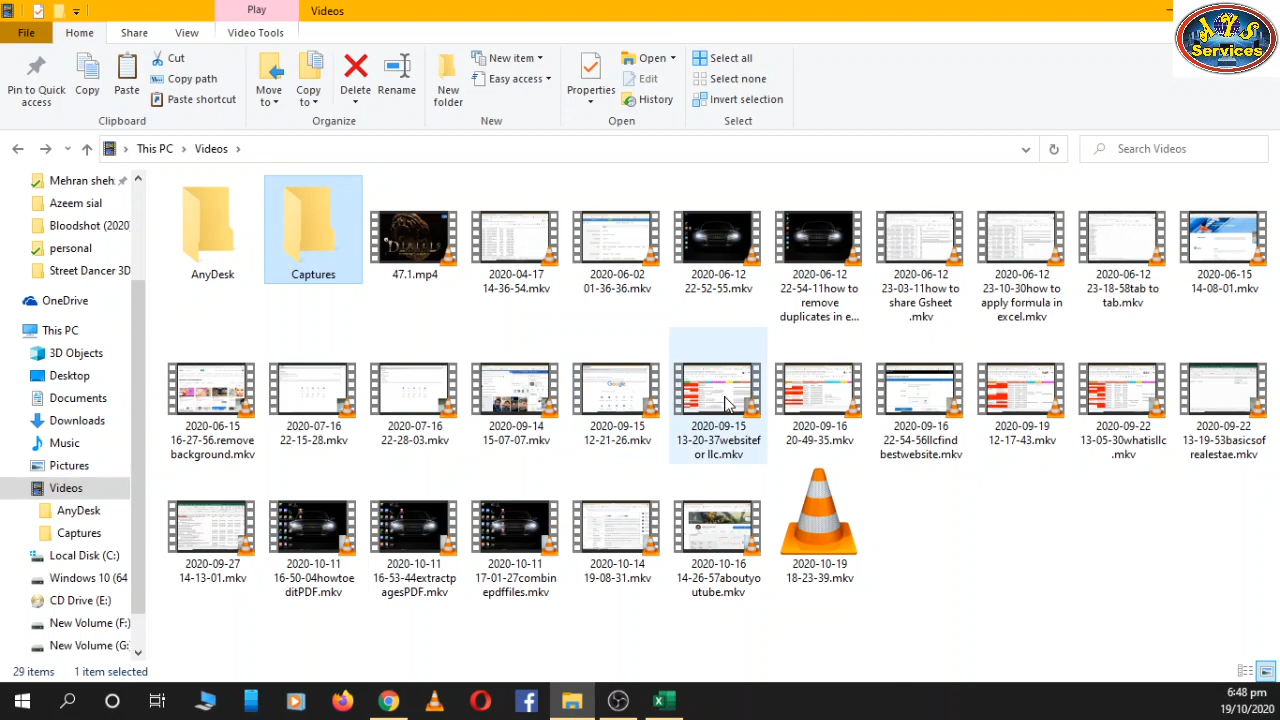 Play Videos
File Home Share View Video Tools
AZS
Services
Pin to Quick access
Copy
Paste
Cut
Copy path
Paste shortcut
Clipboard
Move to
Copy to
Delete
Rename
Organize
New folder
New item
Easy access
New
Properties
Open
Edit
History
Open
Select all
Select none
Invert selection
Select
This PC Videos
Search Videos
Mehran sheh
Azeem sial
Bloodshot (2020)
personal
Street Dancer 3D
OneDrive
This PC
3D Objects
Desktop
Documents
Downloads
Music
Pictures
Videos
AnyDesk
Captures
Local Disk (C:)
Windows 10 (64
CD Drive (E:)
New Volume (F:)
New Volume (G:
AnyDesk
Captures
47.1.mp4
2020-04-17
14-36-54.mkv
2020-06-02
01-36-36.mkv
2020-06-12
22-52-55.mkv
2020-06-12
22-54-11how to
remove
duplicates in e...
2020-06-12
23-03-11how to
share Gsheet
.mkv
2020-06-12
23-10-30how to
apply formula in
excel.mkv
2020-06-12
23-18-58tab to
tab.mkv
2020-06-15
14-08-01.mkv
2020-06-15
16-27-56.remove
background.mkv
2020-07-16
22-15-28.mkv
2020-07-16
22-28-03.mkv
2020-09-14
15-07-07.mkv
2020-09-15
12-21-26.mkv
2020-09-15
13-20-37websitef
or llc.mkv
2020-09-16
20-49-35.mkv
2020-09-16
22-54-56llcfind
bestwebsite.mkv
2020-09-19
12-17-43.mkv
2020-09-22
13-05-30whatisllc
.mkv
2020-09-22
13-19-53basicsof
realestae.mkv
2020-09-27
14-13-01.mkv
2020-10-11
16-50-04howtoe
ditPDF.mkv
2020-10-11
16-53-44extractp
agesPDF.mkv
2020-10-11
17-01-27combin
epdffiles.mkv
2020-10-14
19-08-31.mkv
2020-10-16
14-26-57aboutyo
utube.mkv
2020-10-19
18-23-39.mkv
29 items 1 item selected
6:48 pm
19/10/2020